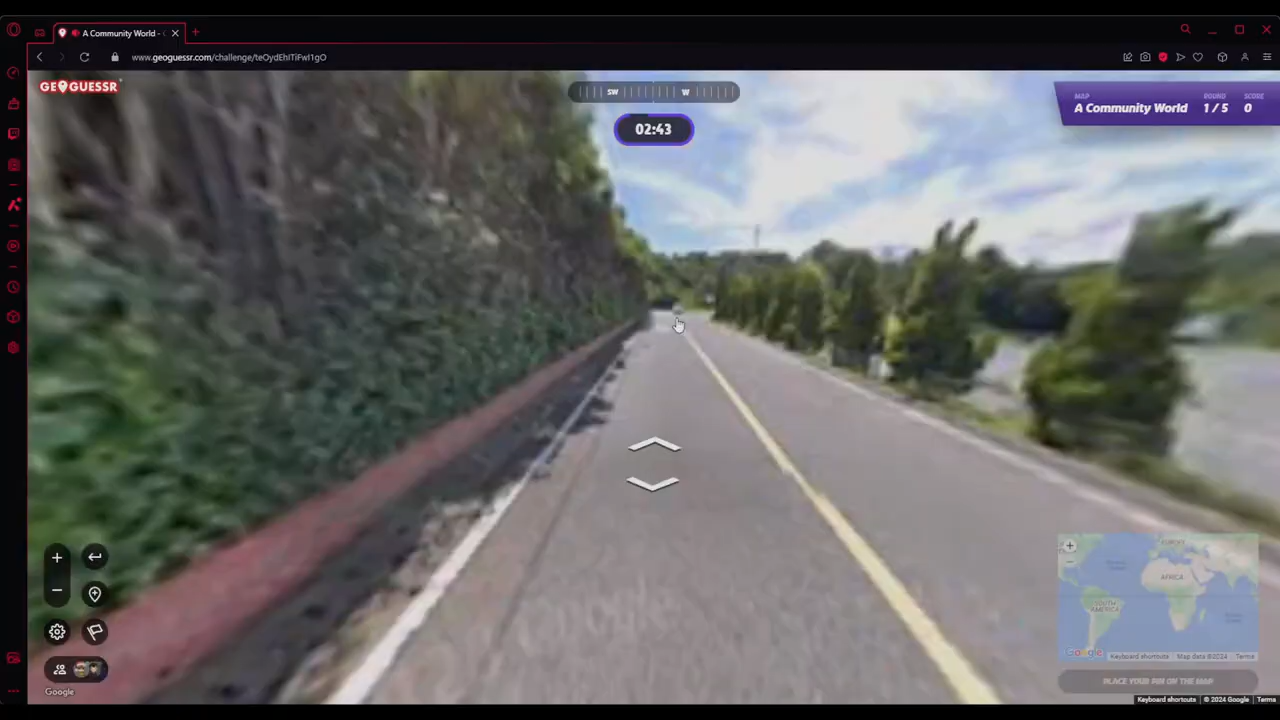 A Community World -
www.geoguessr.com/challenge/teOydEhITiFwl1gO
GEOGUESSR
SW
W
02:43
MAP
A Community World
ROUND
1 / 5
SCORE
0
EUROPE
AFRICA
SOUTH
AMERICA
Google
Keyboard shortcuts
Map data ©2024
Terms
PLACE YOUR PIN ON THE MAP
Google
Keyboard shortcuts
© 2024 Google
Terms